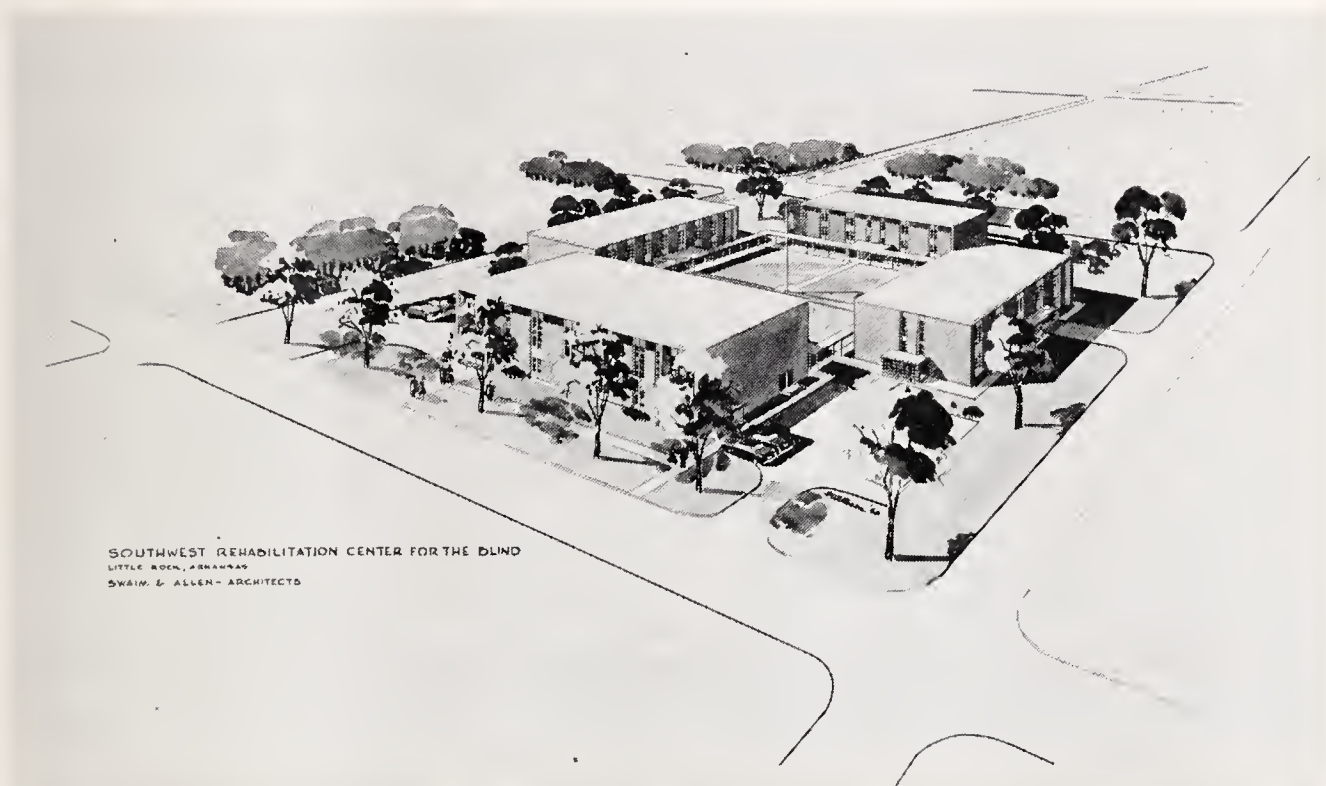 SOUTHWEST REHABILITATION CENTER FOR THE BLIND
LITTLE ROCK, ARKANSAS
SWAIM & ALLEN - ARCHITECTS